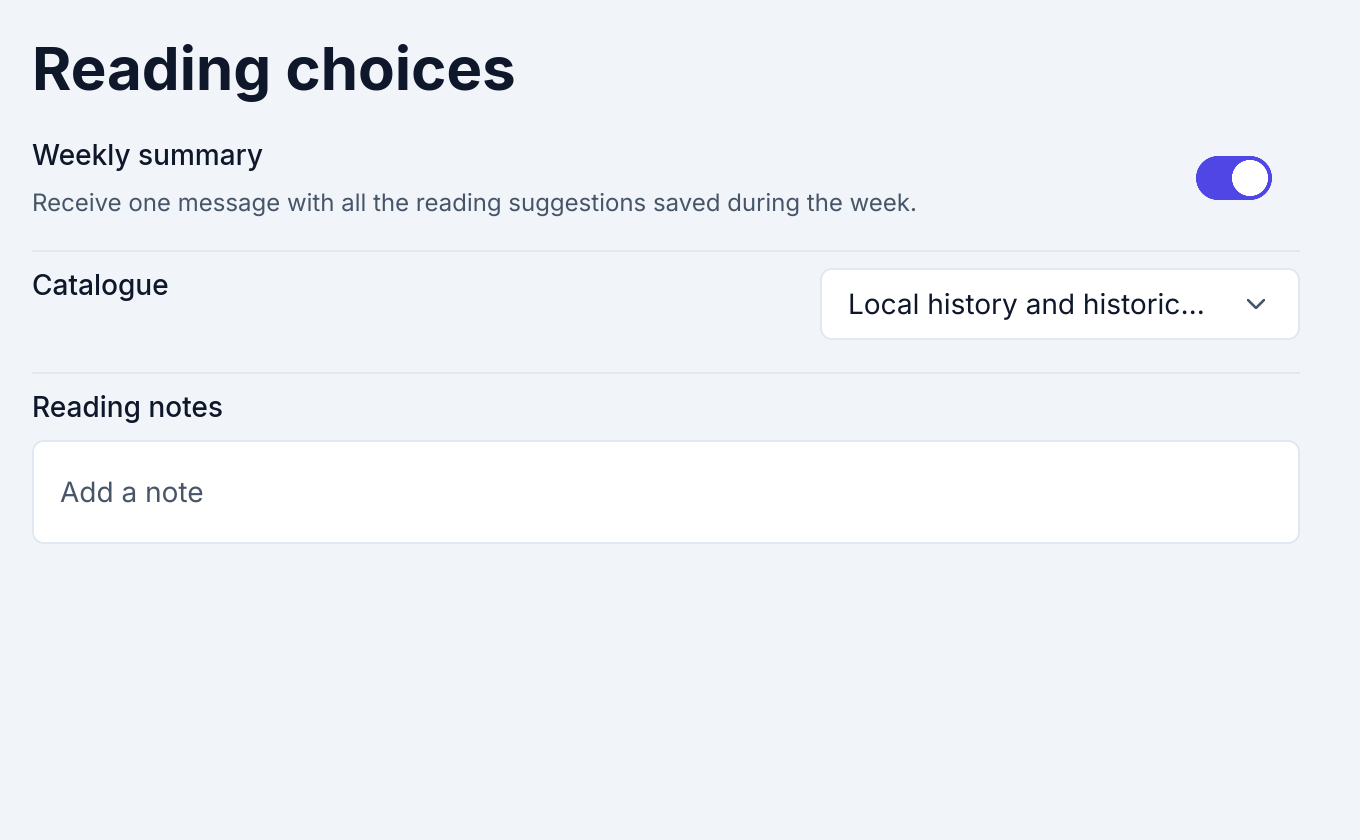 Reading choices
Weekly summary
Receive one message with all the reading suggestions saved during the week.
Catalogue
Local history and historic...
Reading notes
Add a note